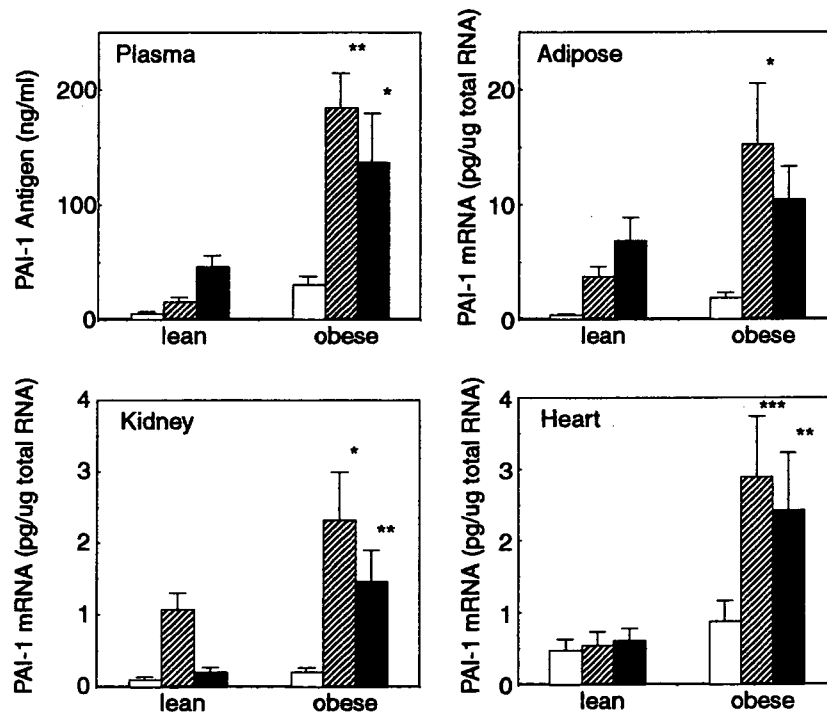 Plasma
PAI-1 Antigen (ng/ml)
200
100
0
**
*
lean
obese
Adipose
PAI-1 mRNA (pg/ug total RNA)
20
10
0
*
lean
obese
Kidney
PAI-1 mRNA (pg/ug total RNA)
4
3
2
1
0
*
**
lean
obese
Heart
PAI-1 mRNA (pg/ug total RNA)
4
3
2
1
0
***
**
lean
obese